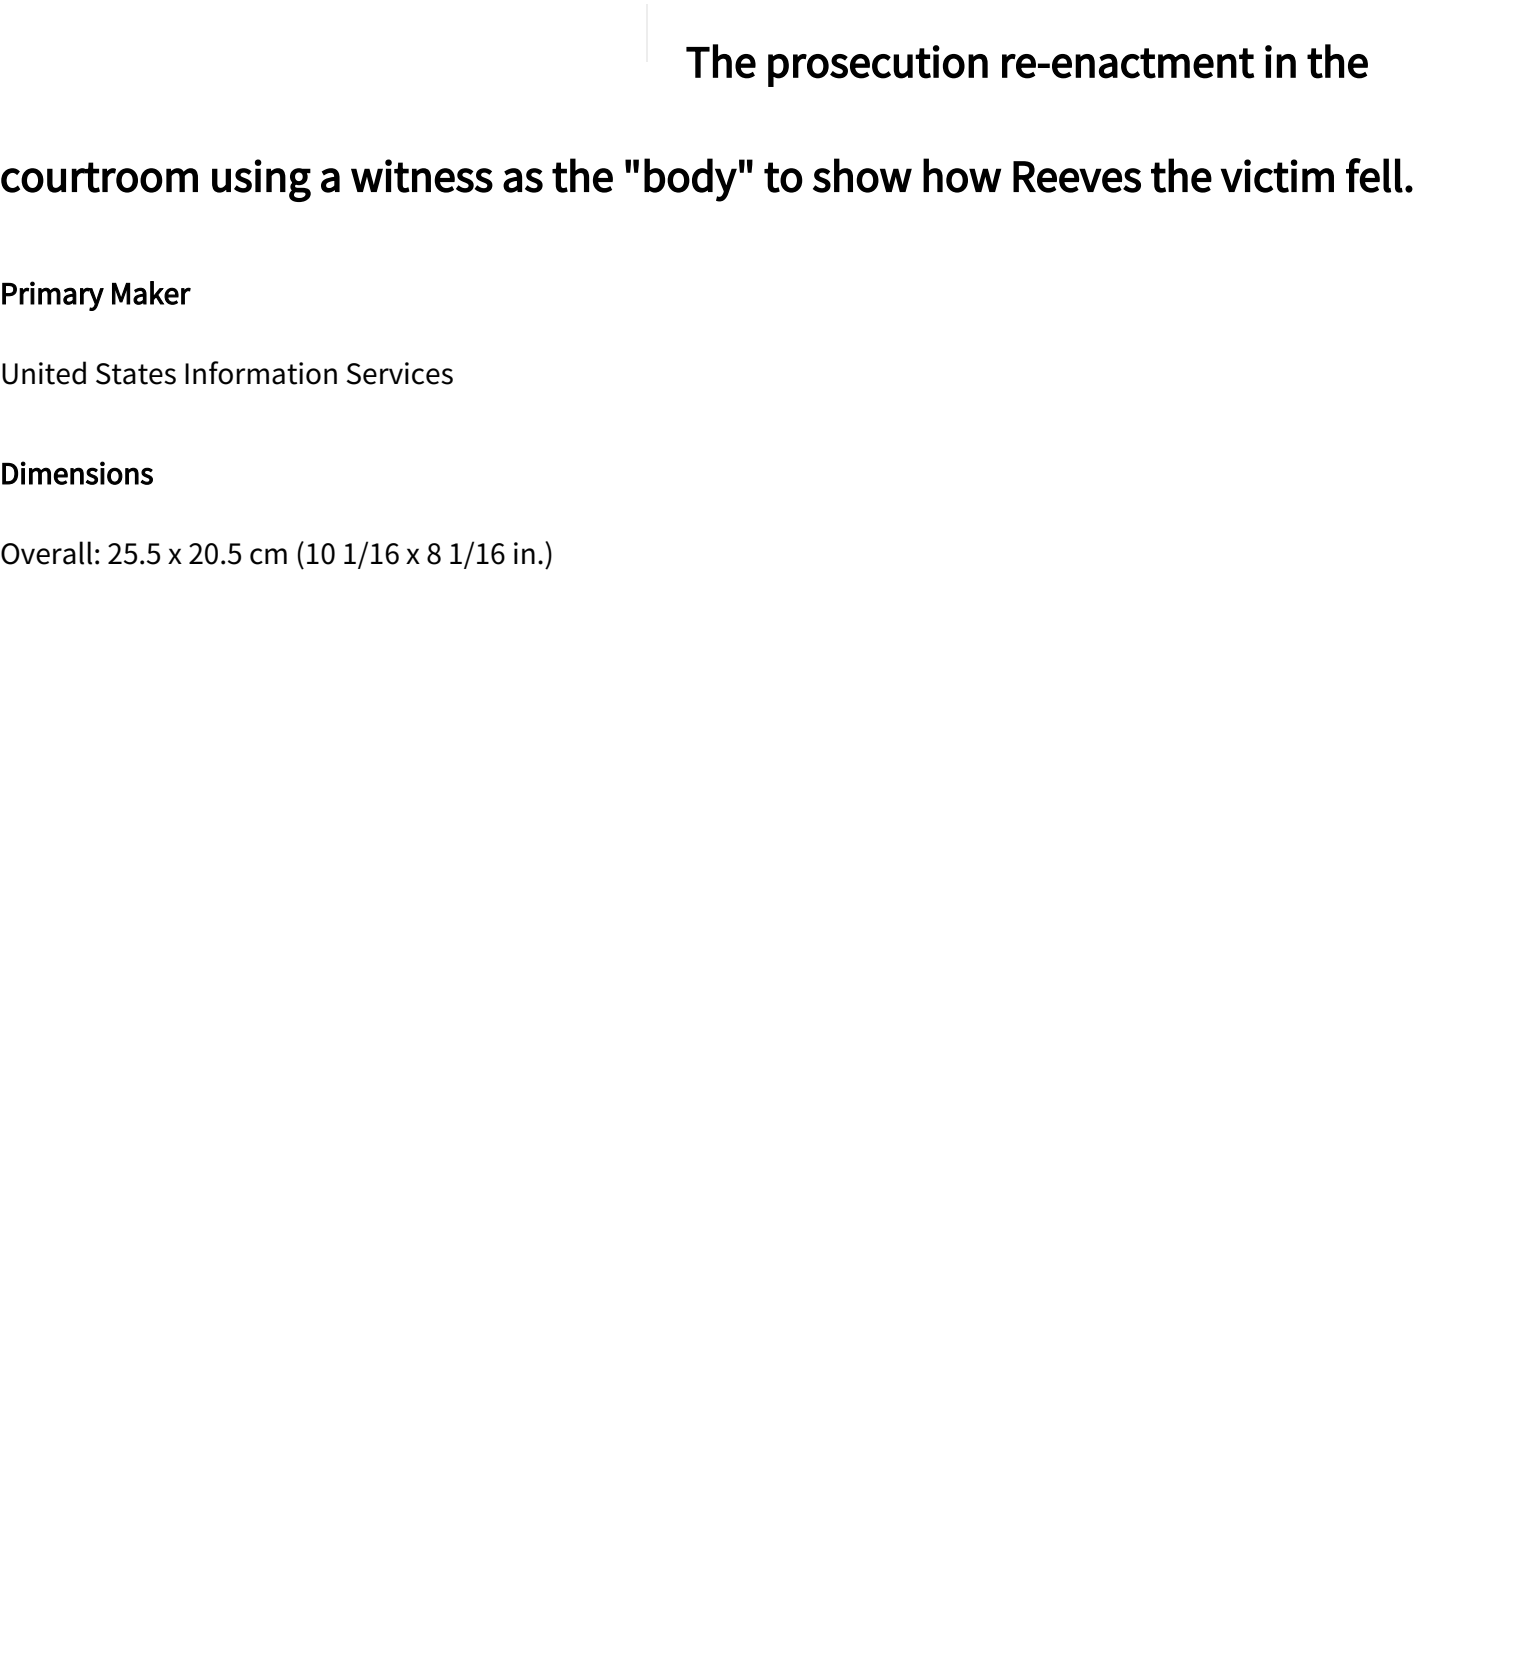 The prosecution re-enactment in the
courtroom using a witness as the "body" to show how Reeves the victim fell.
Primary Maker
United States Information Services
Dimensions
Overall: 25.5 x 20.5 cm (10 1/16 x 8 1/16 in.)